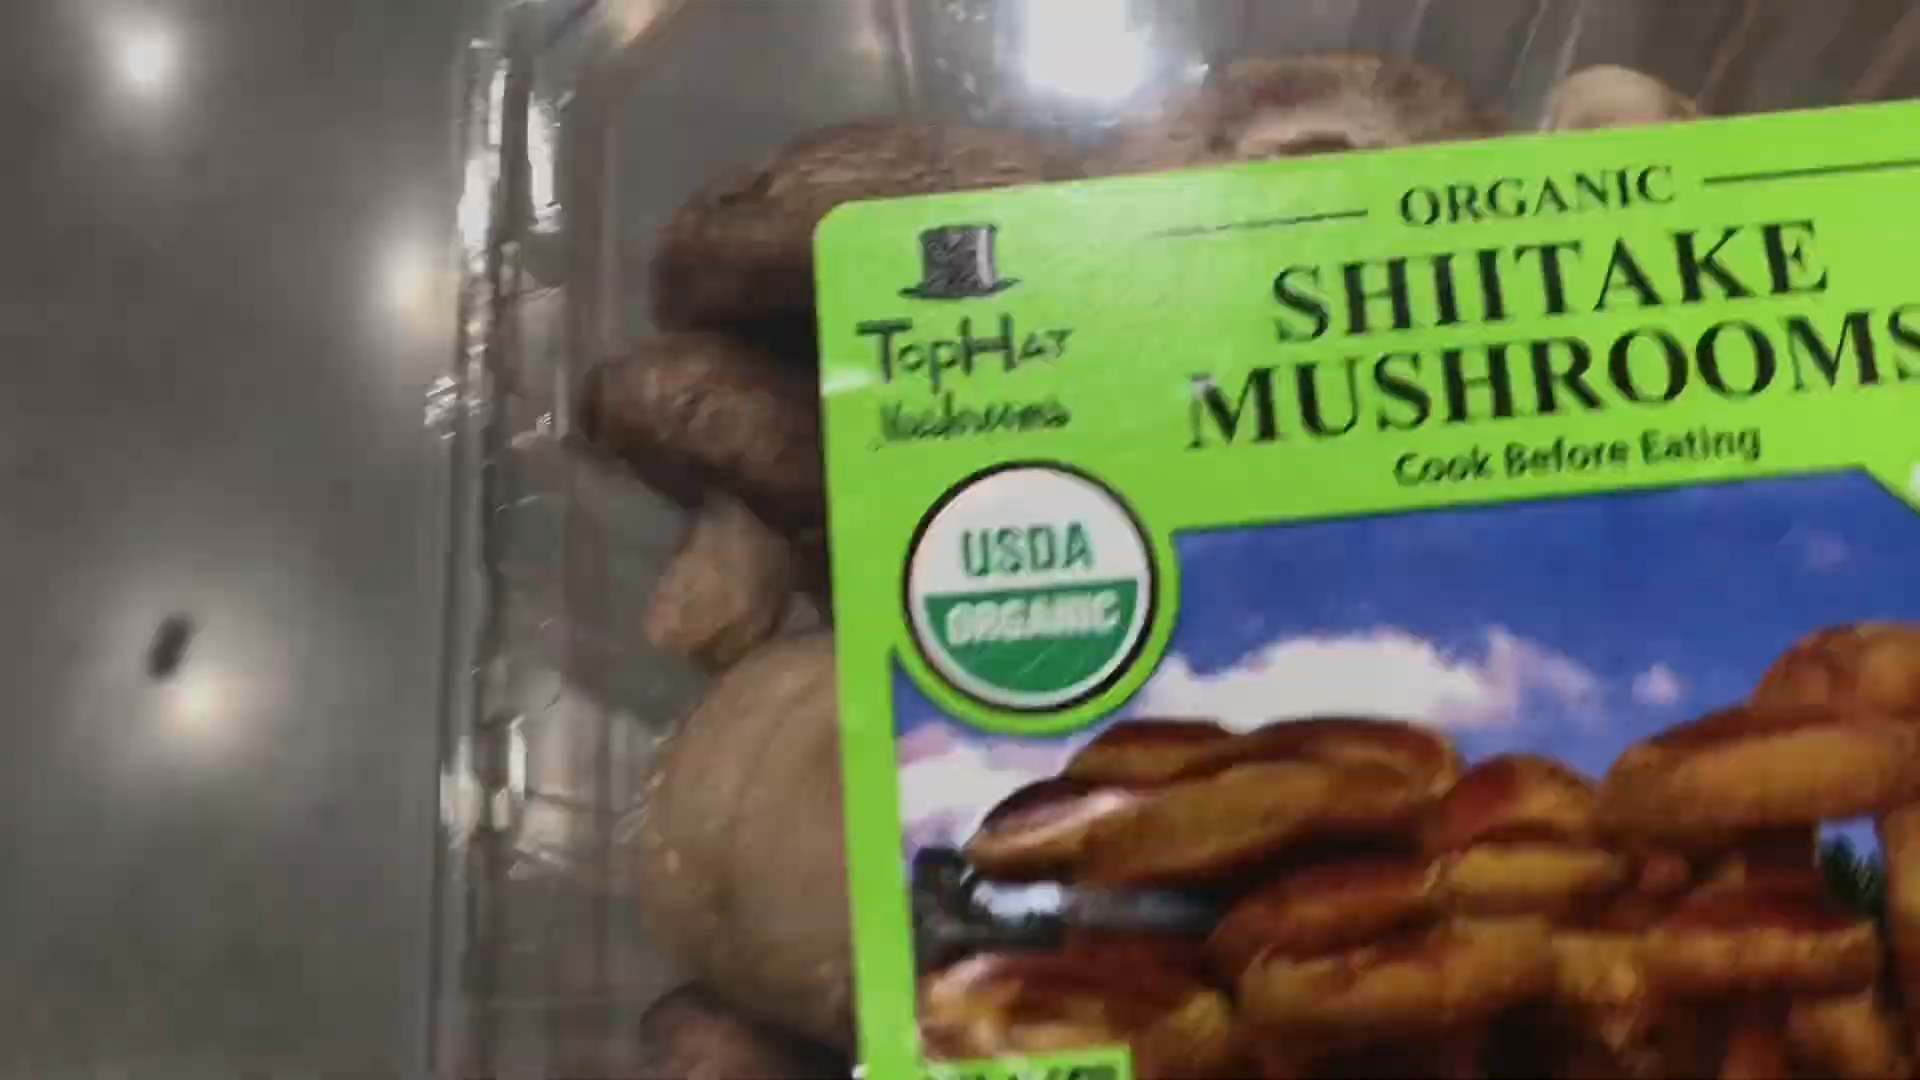 ORGANIC
SHIITAKE
MUSHROOMS
Cook Before Eating
TopHat
Mushrooms
USDA
ORGANIC